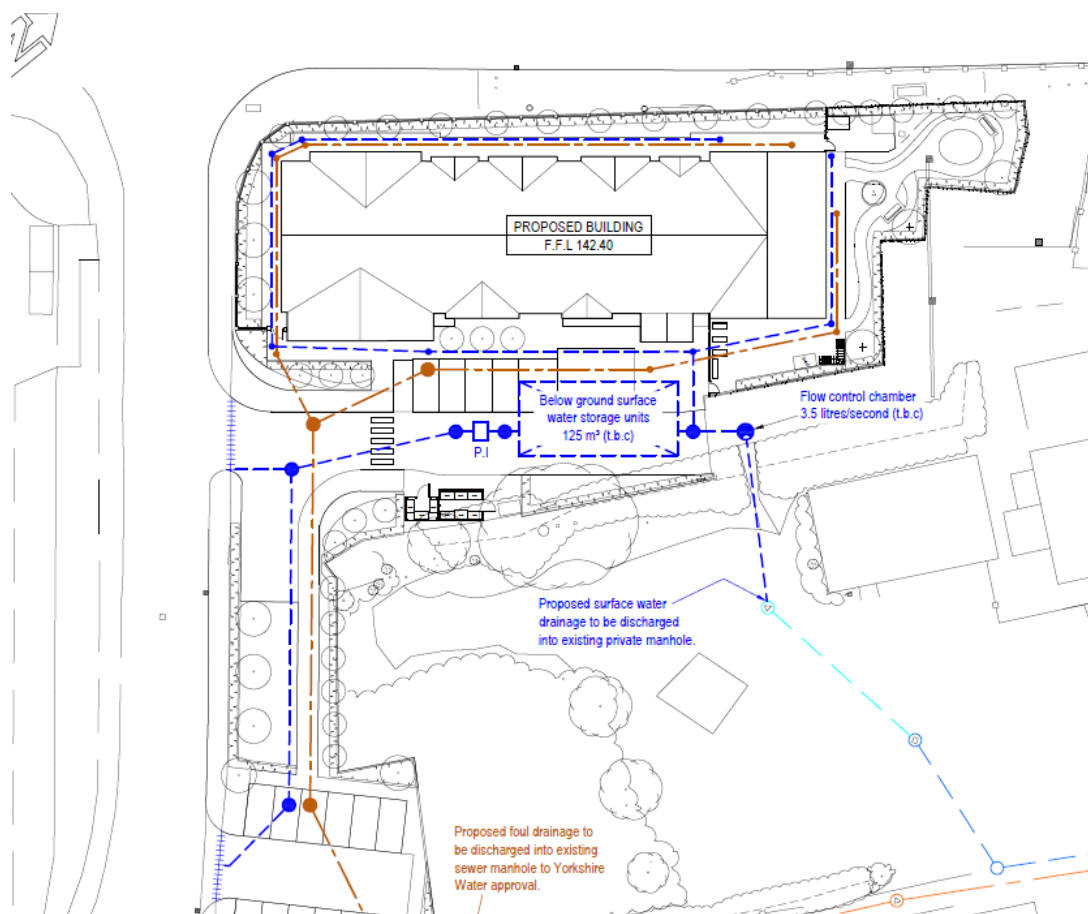 PROPOSED BUILDING
F.F.L 142.40
Below ground surface
water storage units
125 m³ (t.b.c)
Flow control chamber
3.5 litres/second (t.b.c)
P.I
Proposed surface water
drainage to be discharged
into existing private manhole.
Proposed foul drainage to
be discharged into existing
sewer manhole to Yorkshire
Water approval.